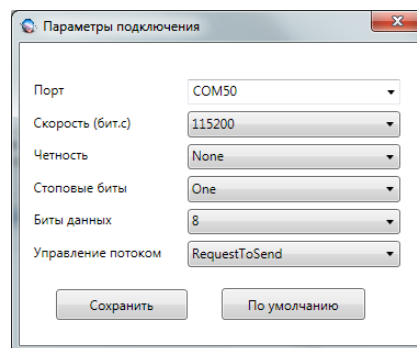 Параметры подключения
Порт COM50
Скорость (бит.с) 115200
Четность None
Стоповые биты One
Биты данных 8
Управление потоком RequestToSend
Сохранить По умолчанию